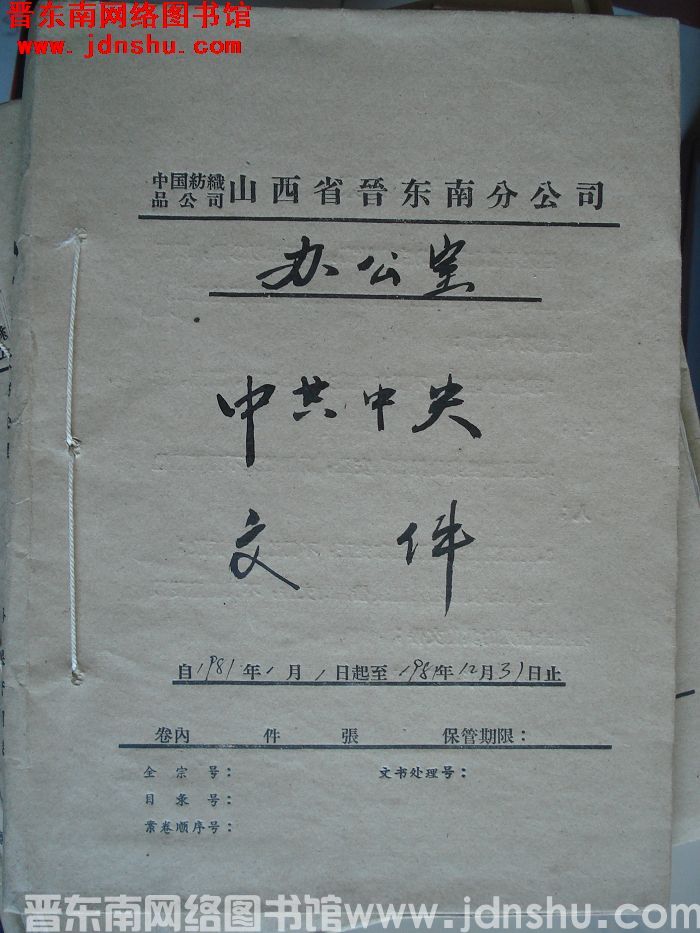 晋东南网络图书馆
www.jdnshu.com
中国紡織
品公司 山西省晉东南分公司
办公室
中共中央
文件
自1981年1月1日起至1981年12月31日止
卷內 件 張 保管期限：
全宗号： 文书处理号：
目录号：
案卷顺序号：
晋东南网络图书馆www.jdnshu.com